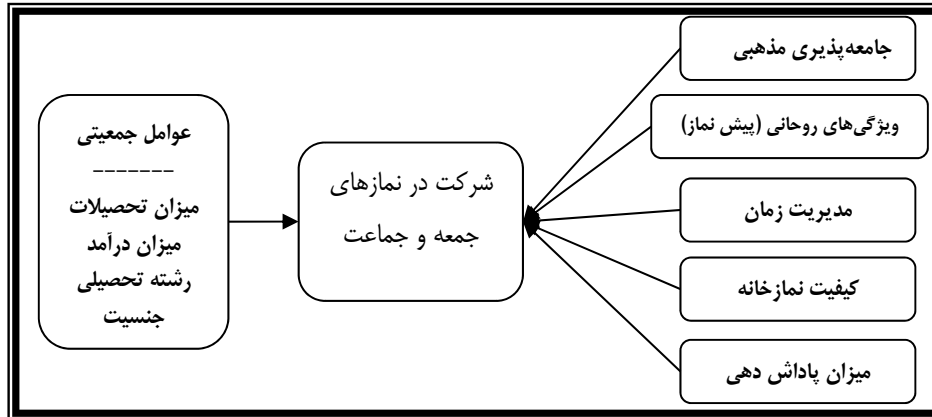 جامعه‌پذیری مذهبی
ویژگی‌های روحانی (پیش نماز)
مدیریت زمان
کیفیت نمازخانه
میزان پاداش دهی
شرکت در نمازهای
جمعه و جماعت
عوامل جمعیتی
-------
میزان تحصیلات
میزان درآمد
رشته تحصیلی
جنسیت